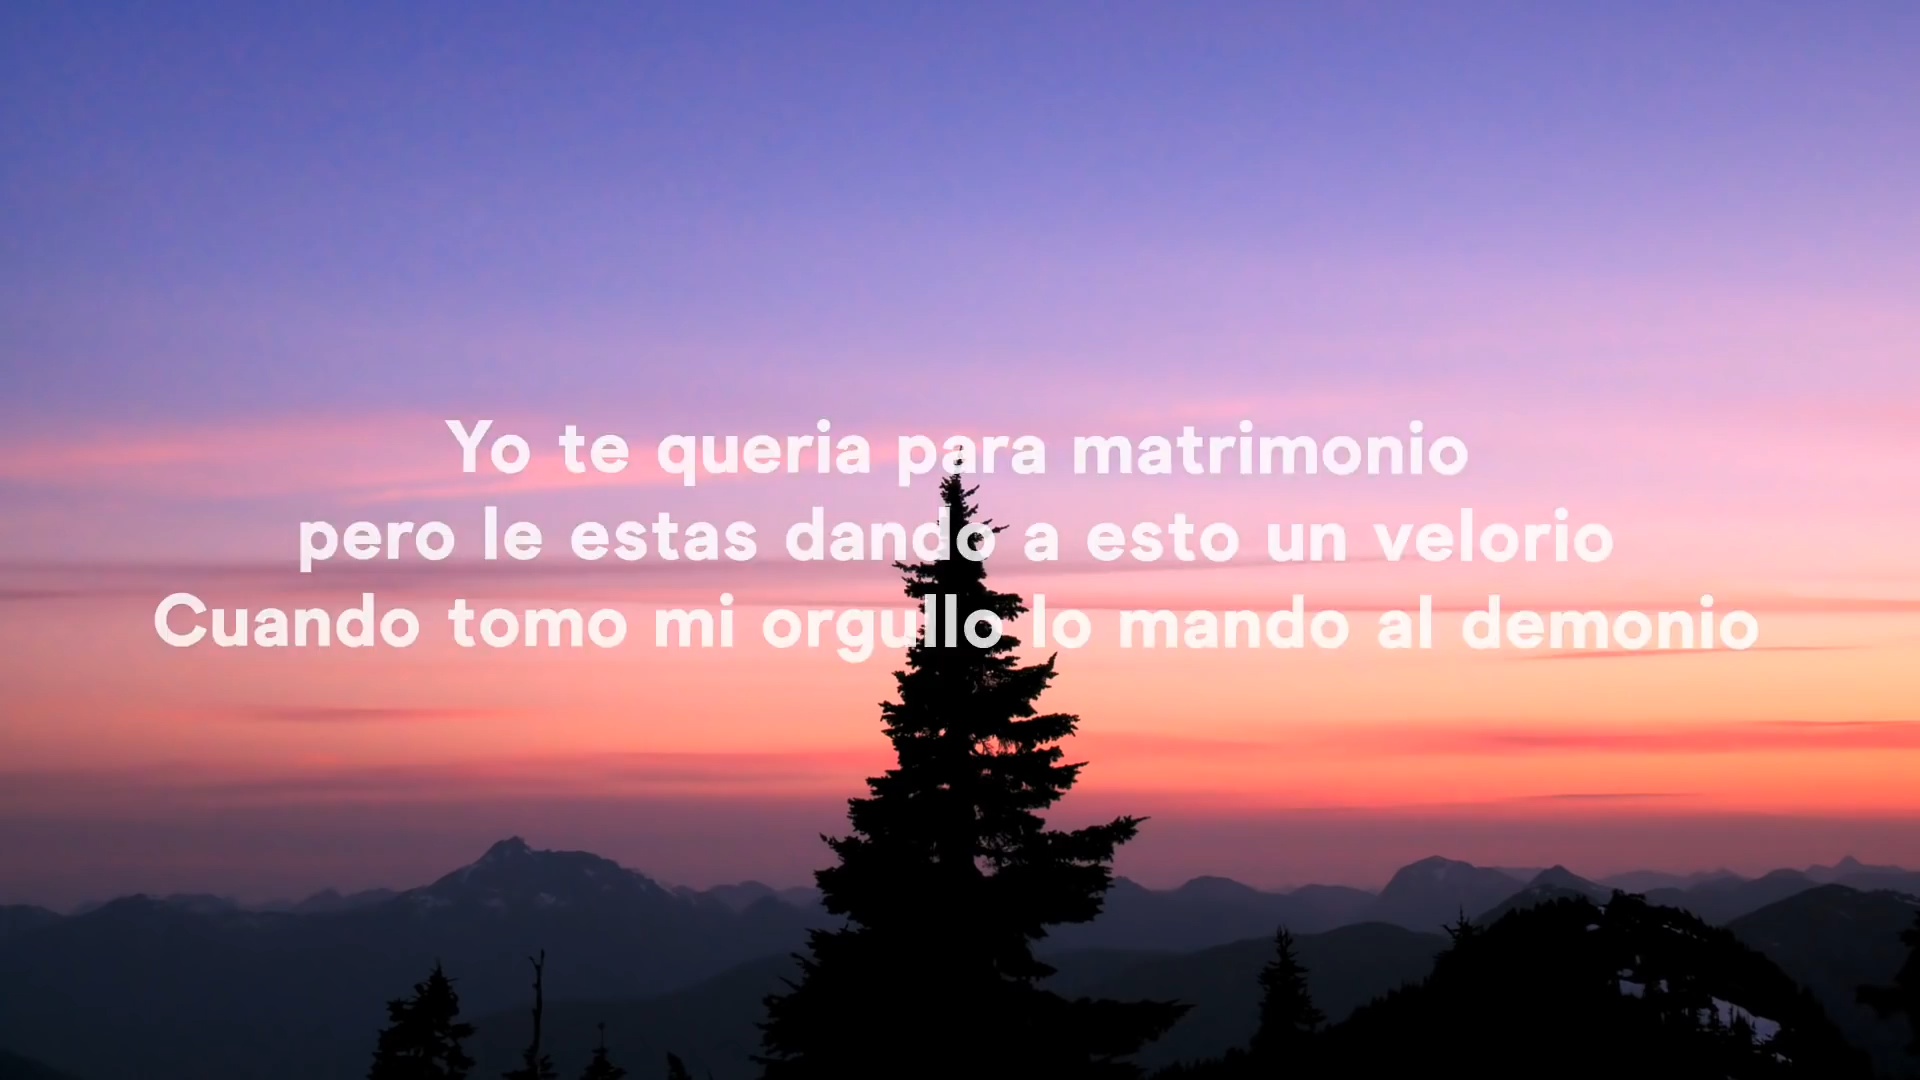 Yo te queria para matrimonio
pero le estas dando a esto un velorio
Cuando tomo mi orgullo lo mando al demonio